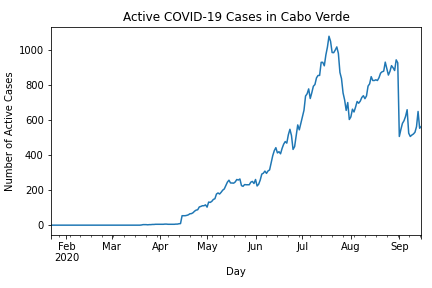 Active COVID-19 Cases in Cabo Verde
Number of Active Cases
1000
800
600
400
200
0
Feb Mar Apr May Jun Jul Aug Sep
2020
Day